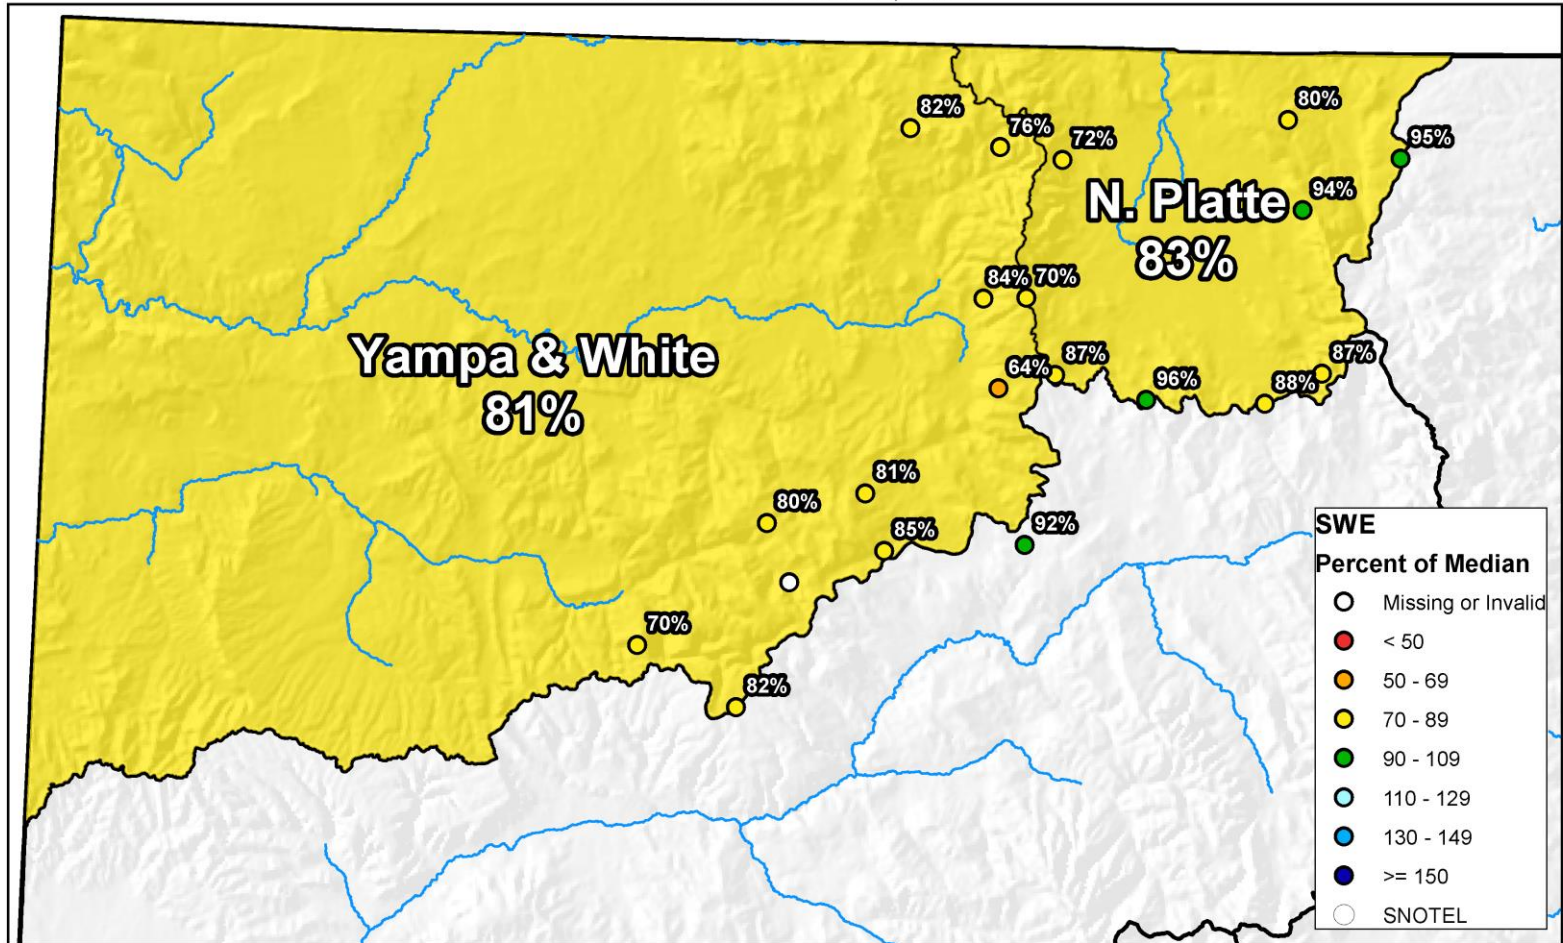 82%
76%
72%
80%
95%
94%
N. Platte
83%
84%
70%
Yampa & White
81%
64%
87%
96%
88%
87%
81%
80%
85%
92%
70%
82%
SWE
Percent of Median
Missing or Invalid
< 50
50 - 69
70 - 89
90 - 109
110 - 129
130 - 149
>= 150
SNOTEL